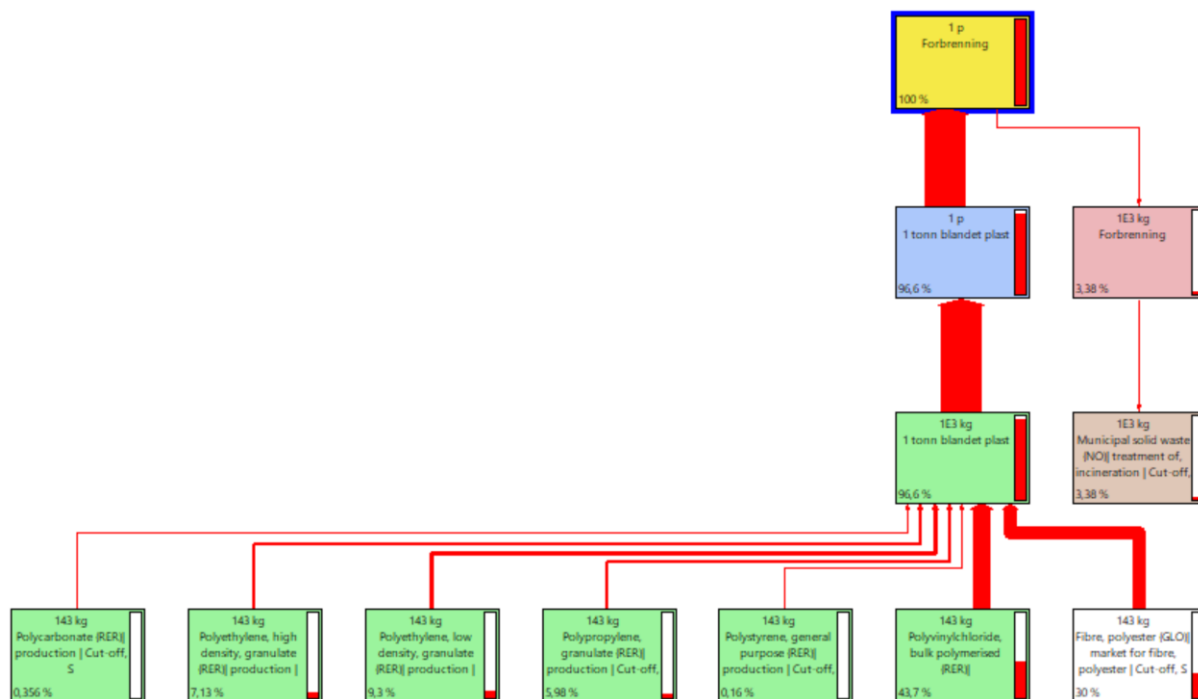 1 p
Forbrenning
100 %
1 p
1 tonn blandet plast
96,6 %
1E3 kg
Forbrenning
3,38 %
1E3 kg
1 tonn blandet plast
96,6 %
1E3 kg
Municipal solid waste
(NO)| treatment of,
incineration | Cut-off,
3,38 %
143 kg
Polycarbonate (RER)|
production | Cut-off,
S
0,356 %
143 kg
Polyethylene, high
density, granulate
(RER)| production |
7,13 %
143 kg
Polyethylene, low
density, granulate
(RER)| production |
9,3 %
143 kg
Polypropylene,
granulate (RER)|
production | Cut-off,
5,98 %
143 kg
Polystyrene, general
purpose (RER)|
production | Cut-off,
0,16 %
143 kg
Polyvinylchloride,
bulk polymerised
(RER)|
43,7 %
143 kg
Fibre, polyester (GLO)|
market for fibre,
polyester | Cut-off, S
30 %